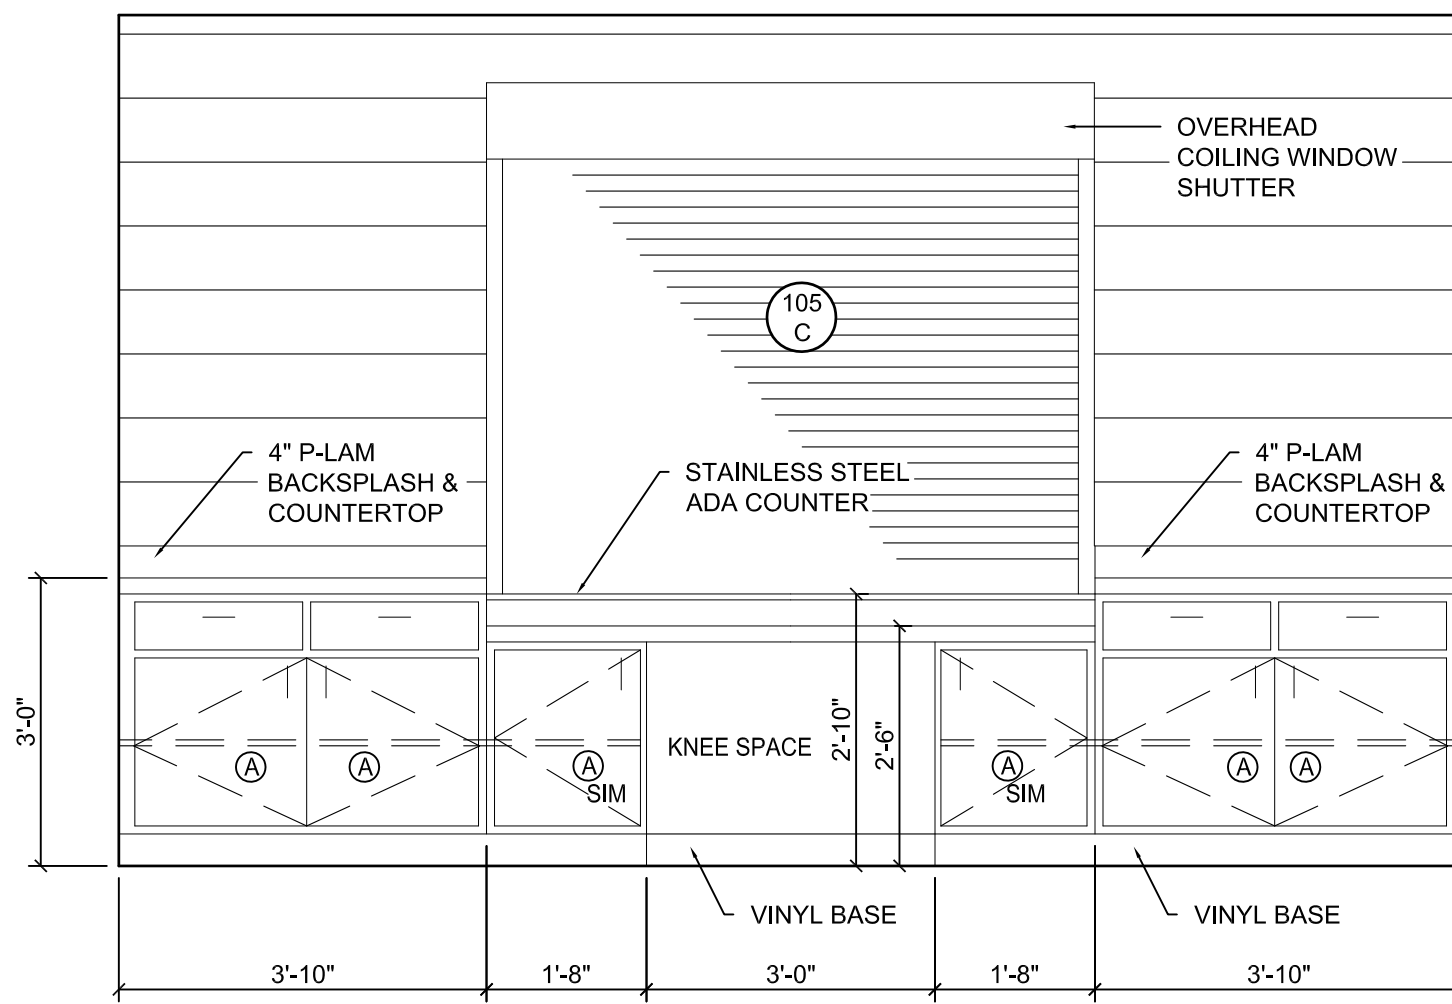 OVERHEAD
COILING WINDOW
SHUTTER
105
C
4" P-LAM
BACKSPLASH &
COUNTERTOP
STAINLESS STEEL
ADA COUNTER
4" P-LAM
BACKSPLASH &
COUNTERTOP
3'-0"
A
A
A
SIM
KNEE SPACE
2'-10"
2'-6"
A
SIM
A
A
VINYL BASE
VINYL BASE
3'-10"
1'-8"
3'-0"
1'-8"
3'-10"